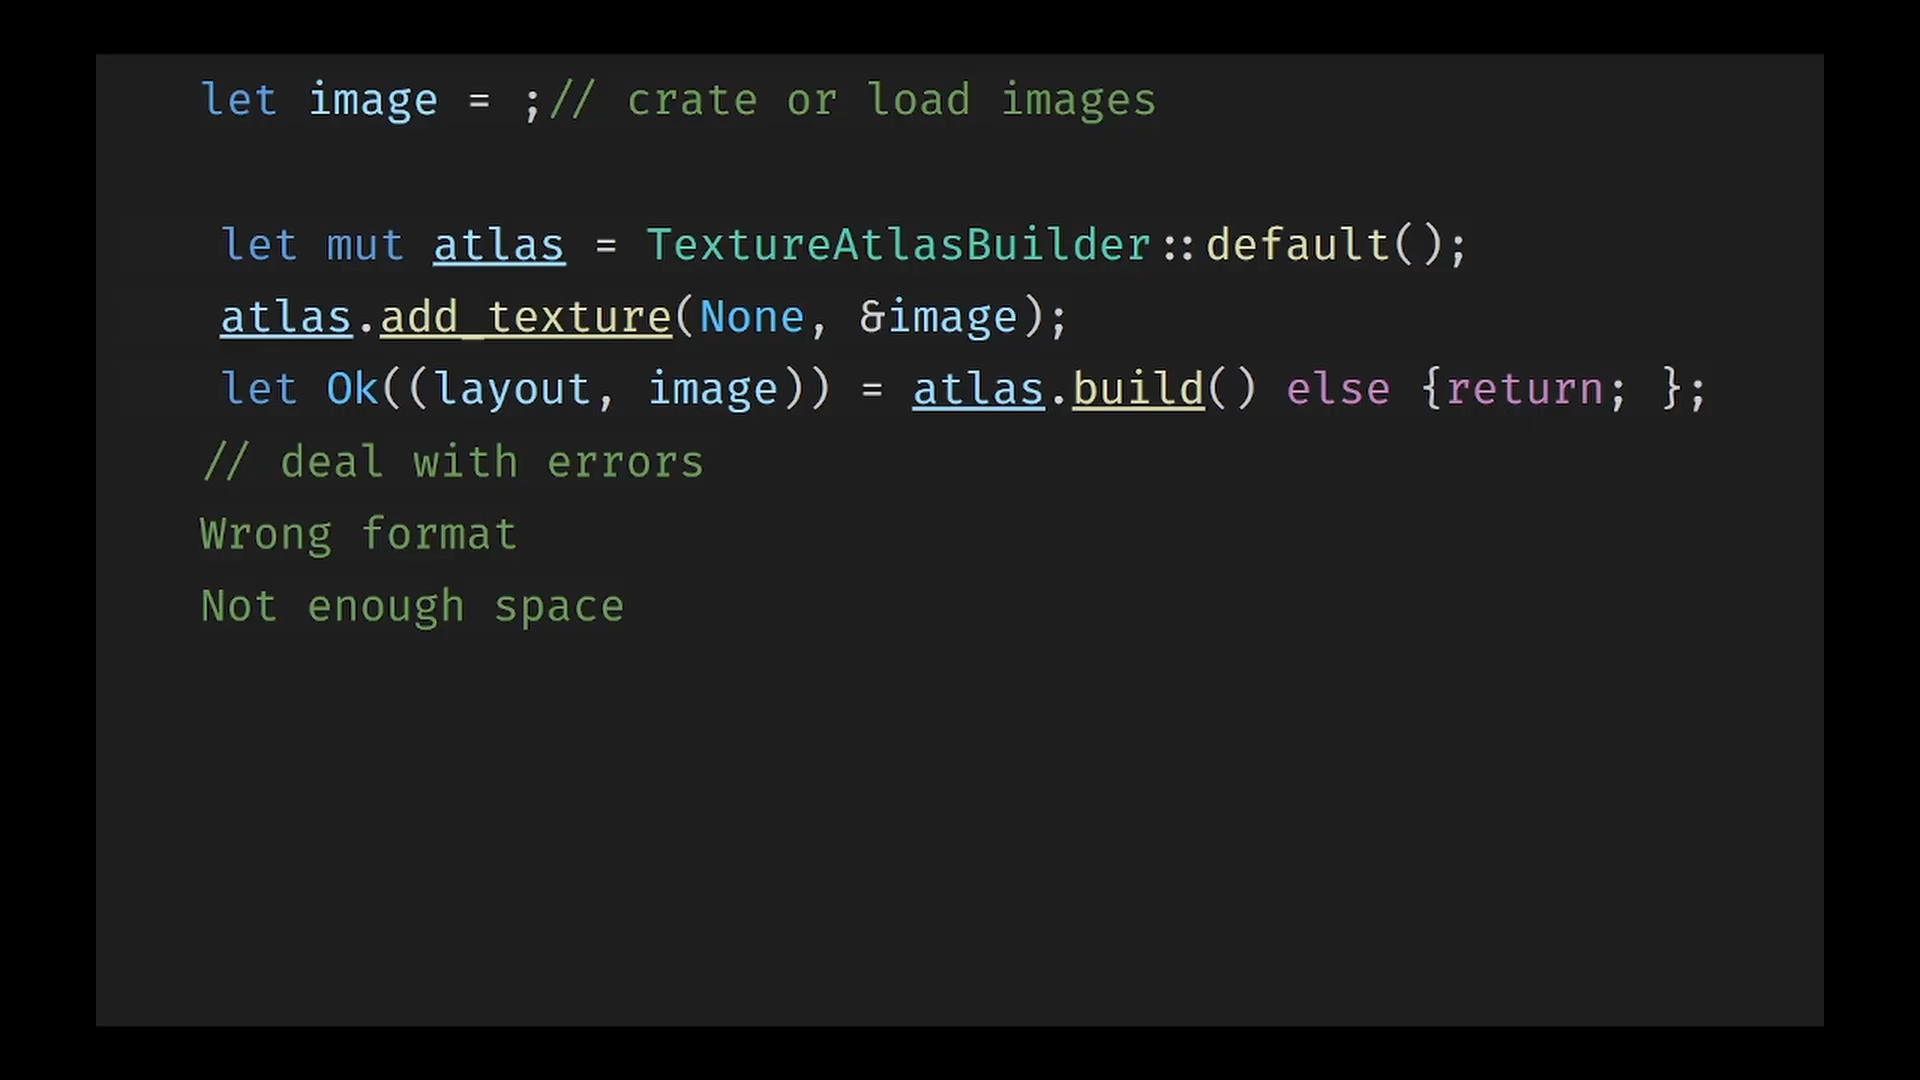 let image = ;// crate or load images
let mut atlas = TextureAtlasBuilder::default();
atlas.add_texture(None, &image);
let Ok((layout, image)) = atlas.build() else {return; };
// deal with errors
Wrong format
Not enough space